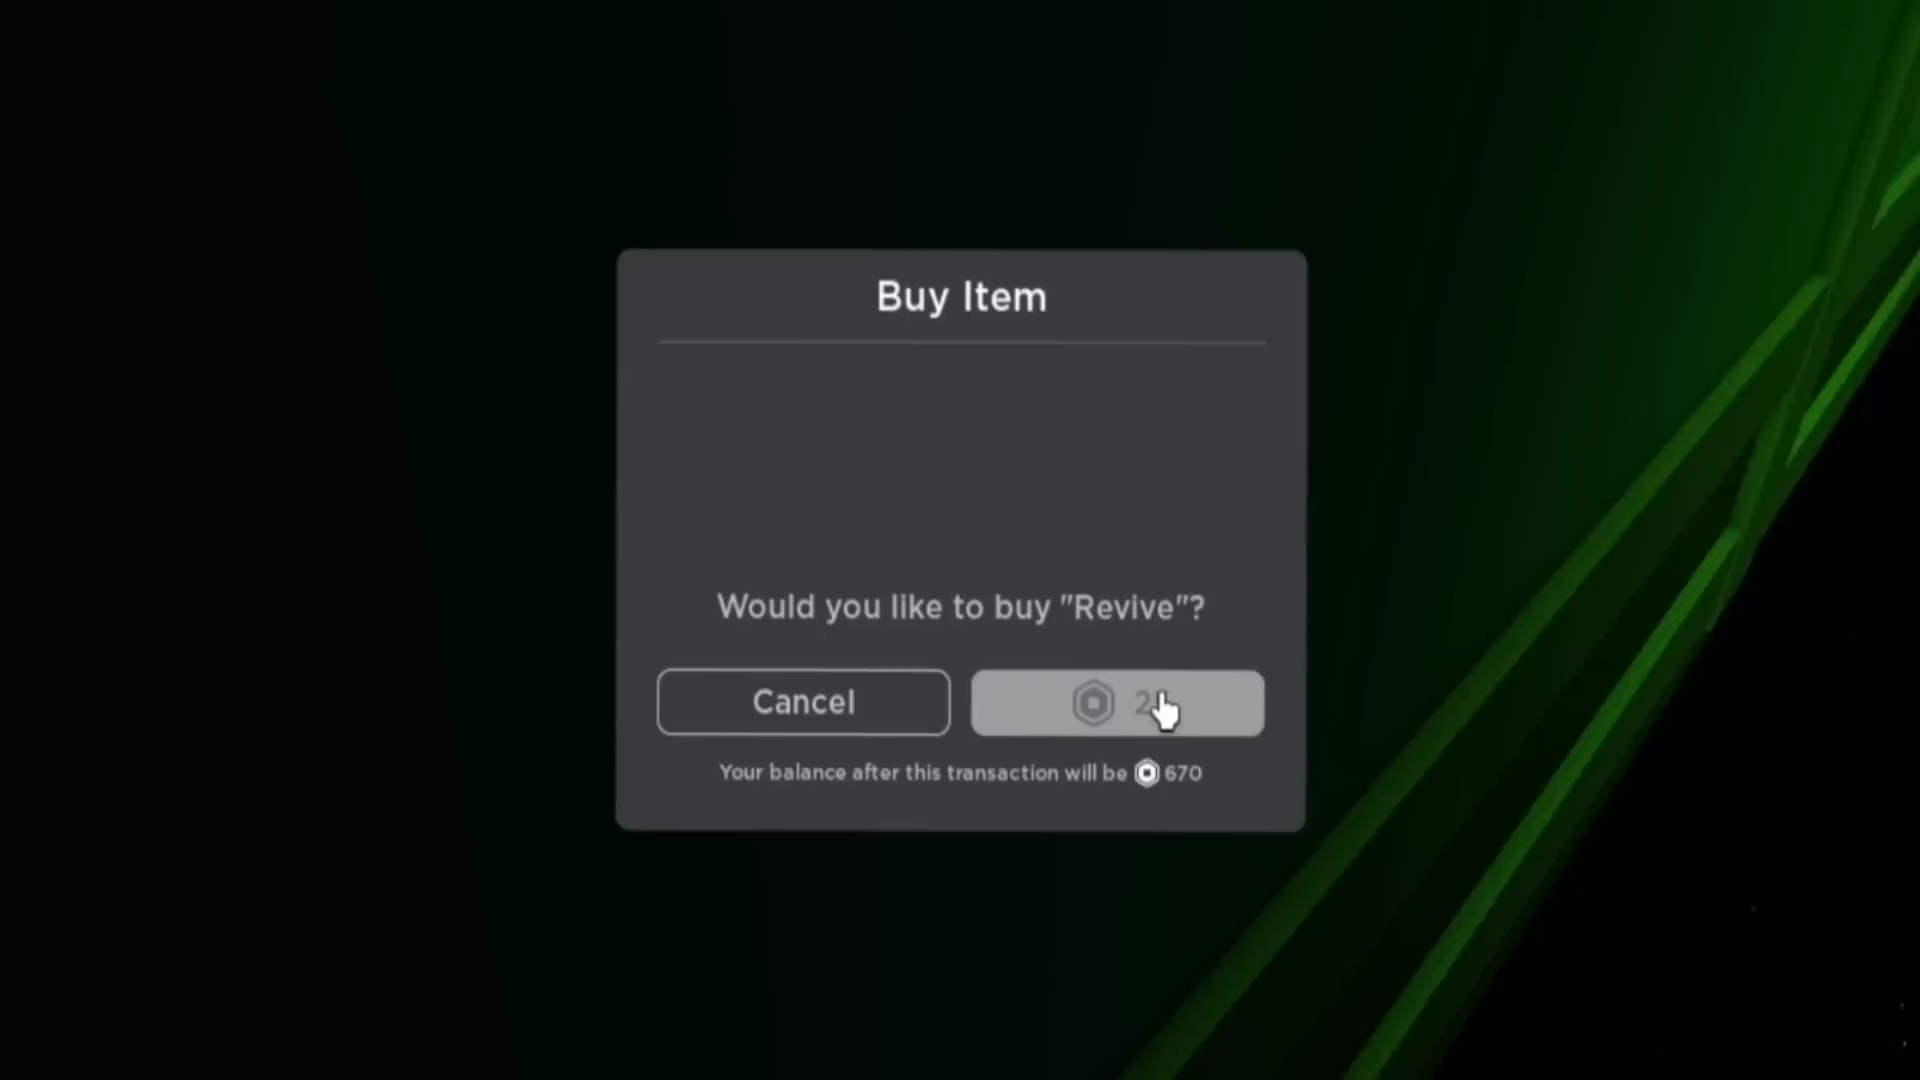 Buy Item
Would you like to buy "Revive"?
Cancel
Your balance after this transaction will be 670